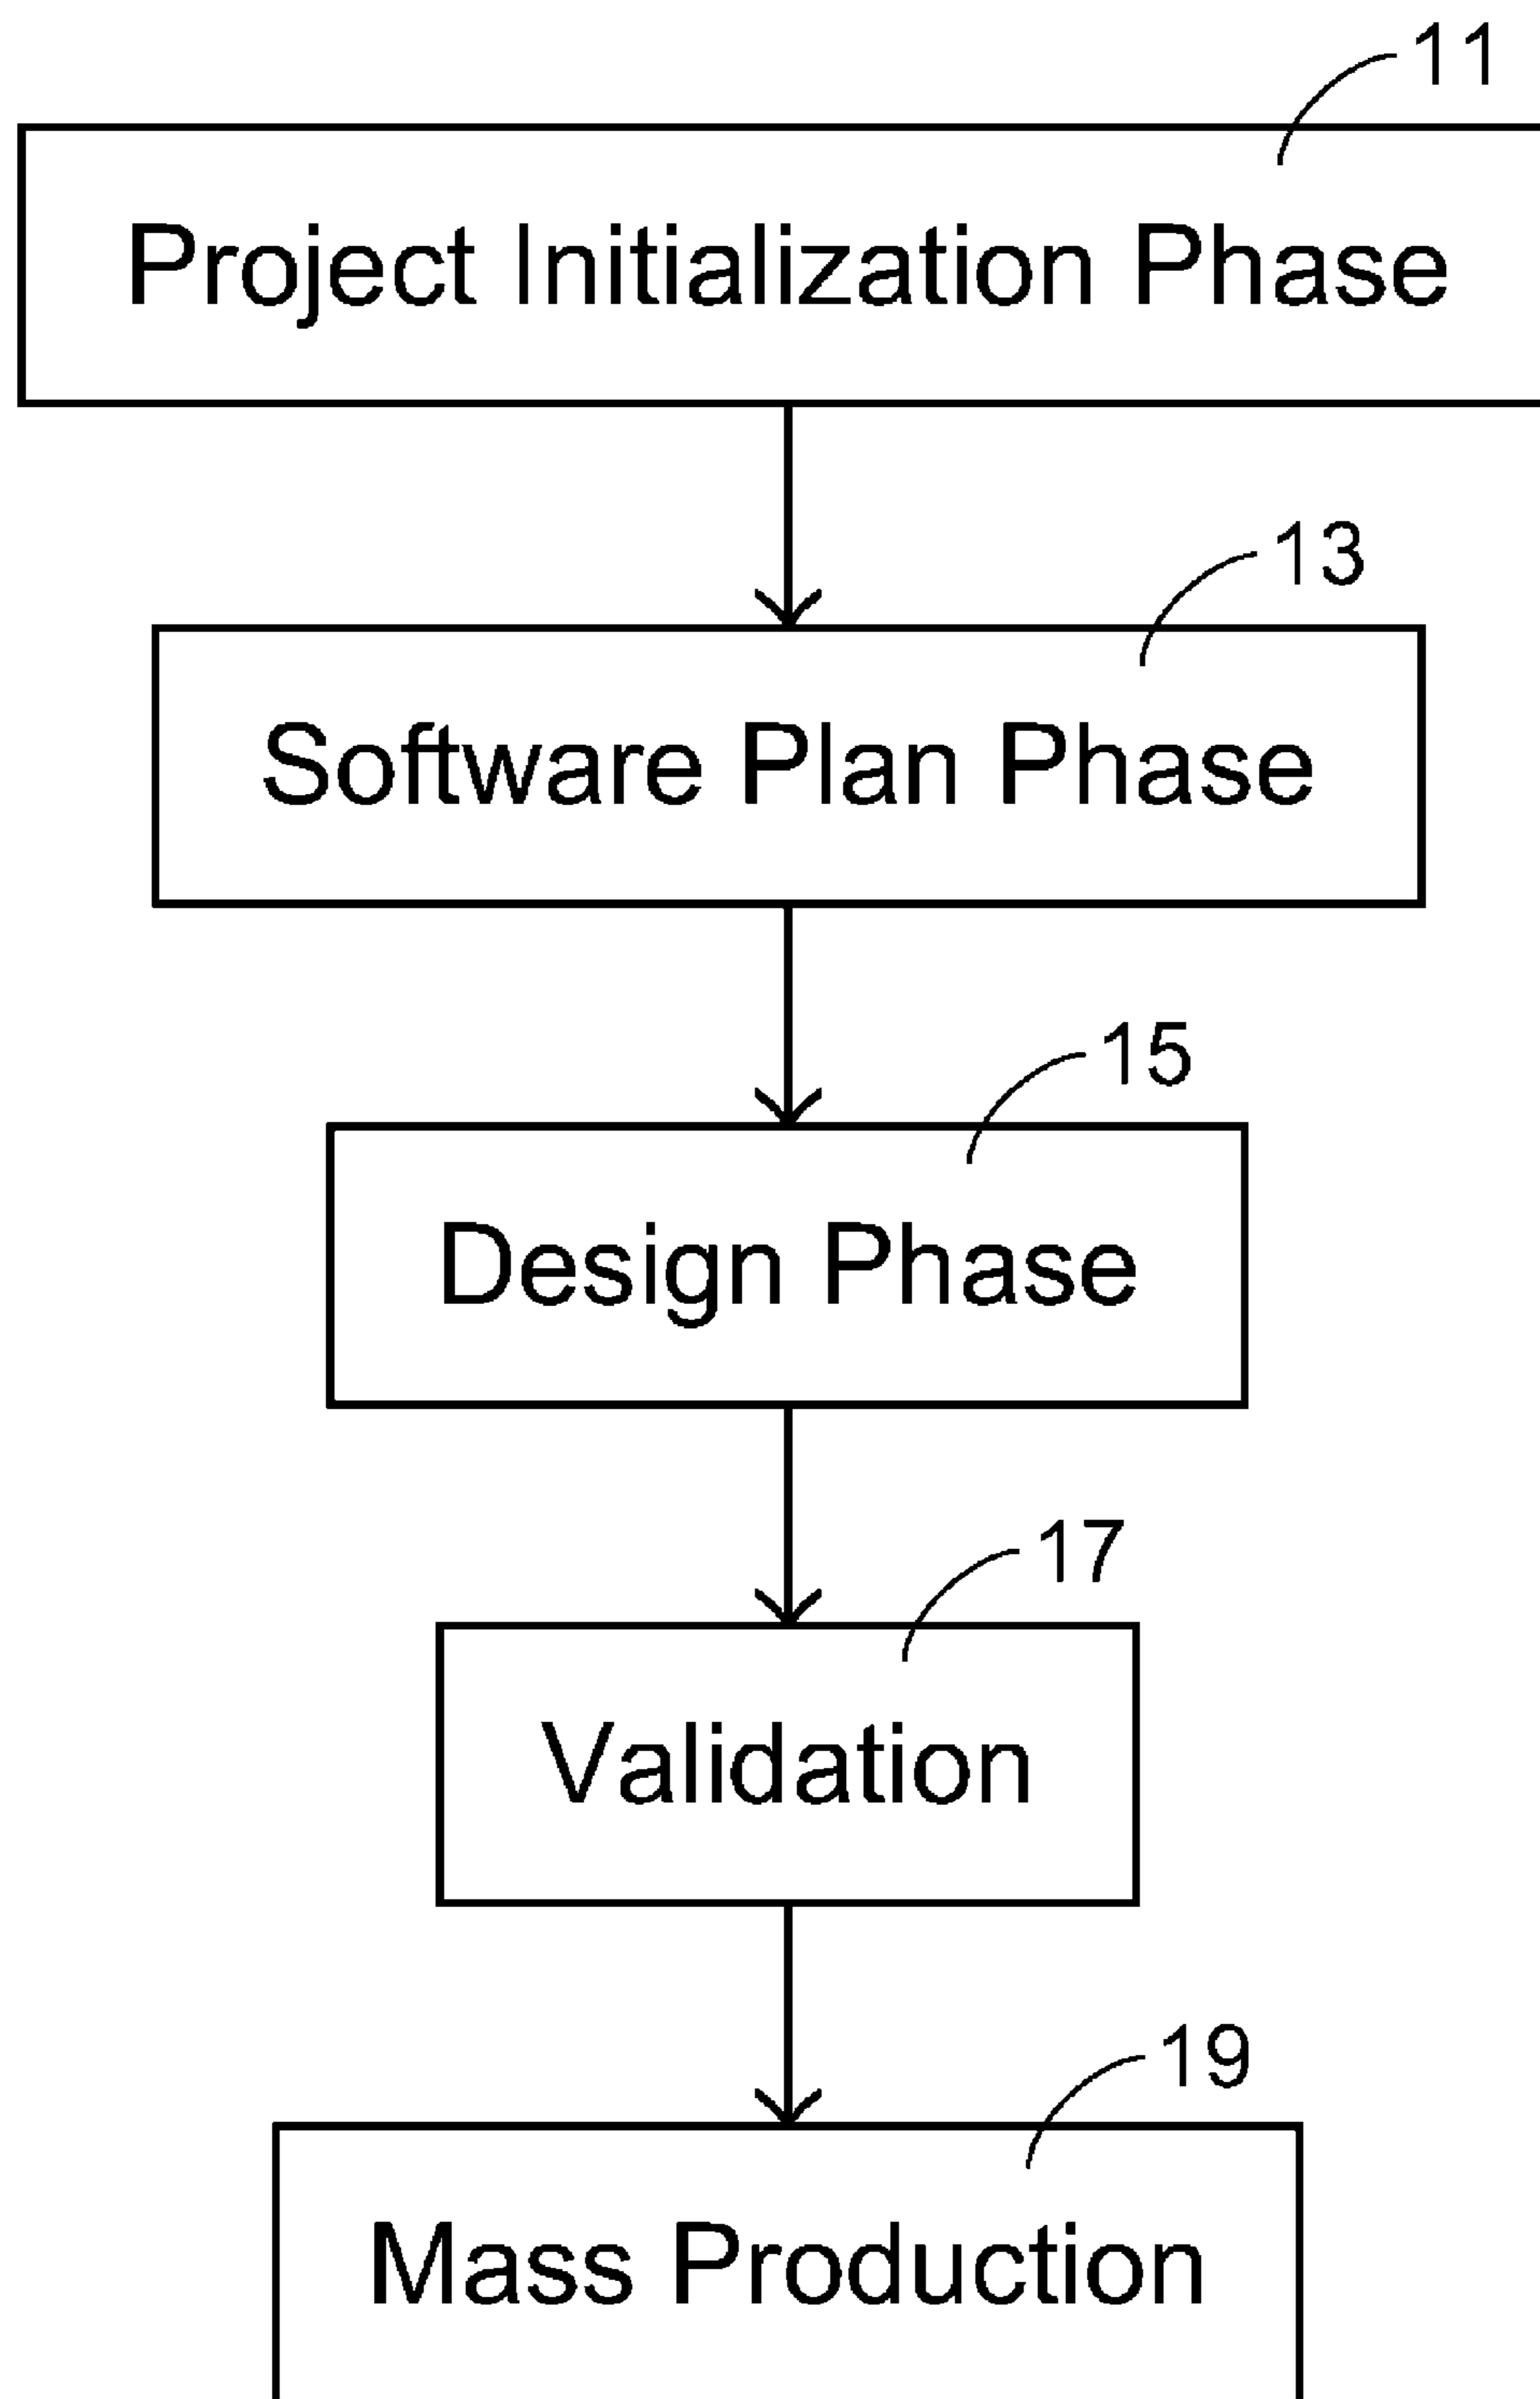 11
Project Initialization Phase
13
Software Plan Phase
15
Design Phase
17
Validation
19
Mass Production